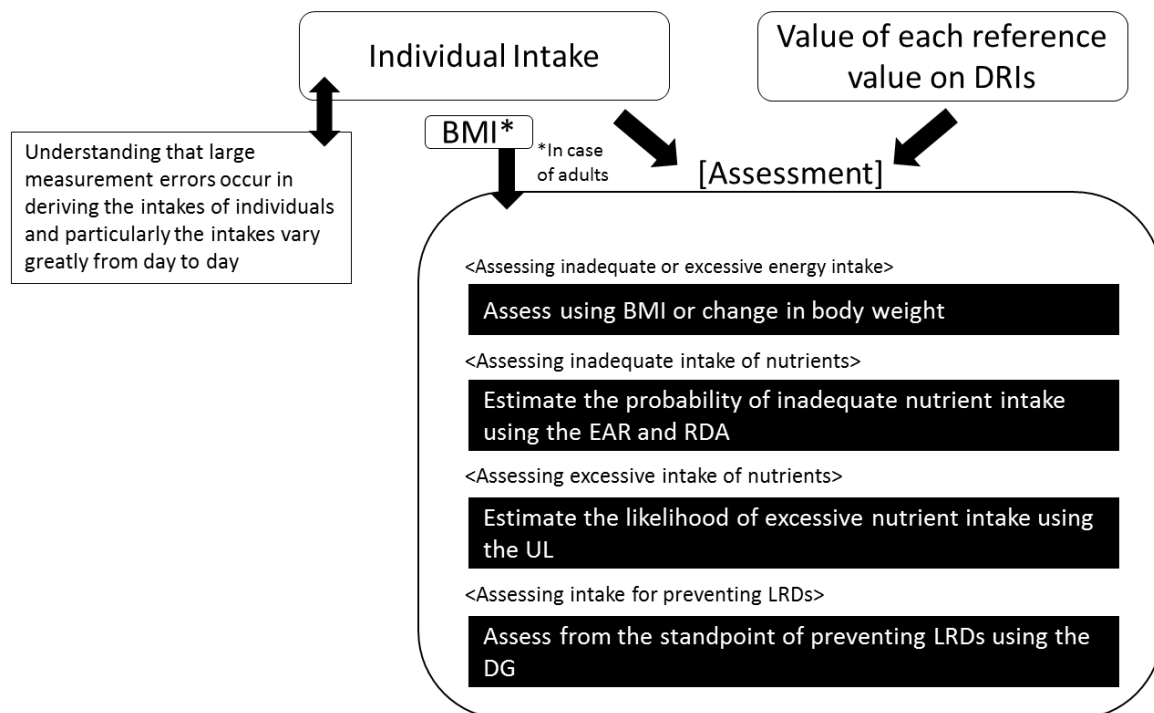 Individual Intake
Value of each reference
value on DRIs
BMI*
*In case
of adults
[Assessment]
Understanding that large
measurement errors occur in
deriving the intakes of individuals
and particularly the intakes vary
greatly from day to day
<Assessing inadequate or excessive energy intake>
Assess using BMI or change in body weight
<Assessing inadequate intake of nutrients>
Estimate the probability of inadequate nutrient intake
using the EAR and RDA
<Assessing excessive intake of nutrients>
Estimate the likelihood of excessive nutrient intake using
the UL
<Assessing intake for preventing LRDs>
Assess from the standpoint of preventing LRDs using the
DG